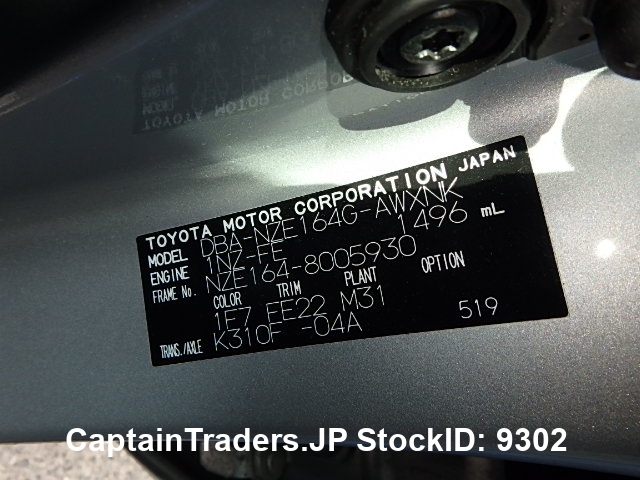 TOYOTA MOTOR CORPORATION JAPAN
MODEL DBA-NZE164G-AWXNK
ENGINE 1NZ-FE 1496 mL
FRAME No. NZE164-8005930
COLOR TRIM PLANT OPTION
1F7 FE22 M31
TRANS./AXLE K310F -04A 519
CaptainTraders.JP StockID: 9302